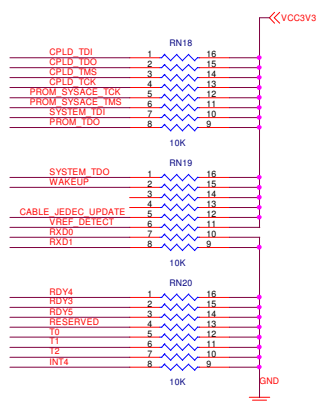 VCC3V3
RN18
CPLD_TDI 1 16
CPLD_TDO 2 15
CPLD_TMS 3 14
CPLD_TCK 4 13
PROM_SYSACE_TCK 5 12
PROM_SYSACE_TMS 6 11
SYSTEM_TDI 7 10
PROM_TDO 8 9
10K
RN19
SYSTEM_TDO 1 16
WAKEUP 2 15
3 14
4 13
CABLE_JEDEC_UPDATE 5 12
VREF_DETECT 6 11
RXD0 7 10
RXD1 8 9
10K
RN20
RDY4 1 16
RDY3 2 15
RDY5 3 14
RESERVED 4 13
T0 5 12
T1 6 11
T2 7 10
INT4 8 9
10K
GND